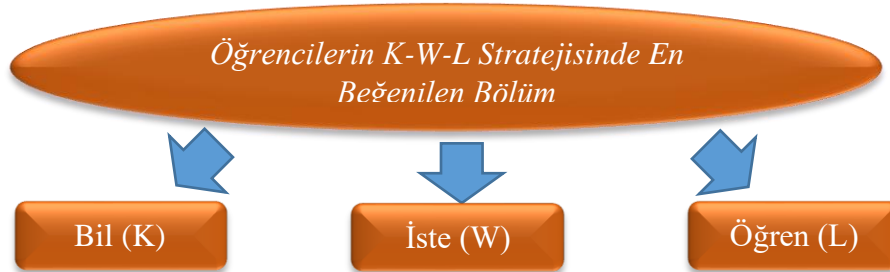 Öğrencilerin K-W-L Stratejisinde En
Beğenilen Bölüm
Bil (K)
İste (W)
Öğren (L)